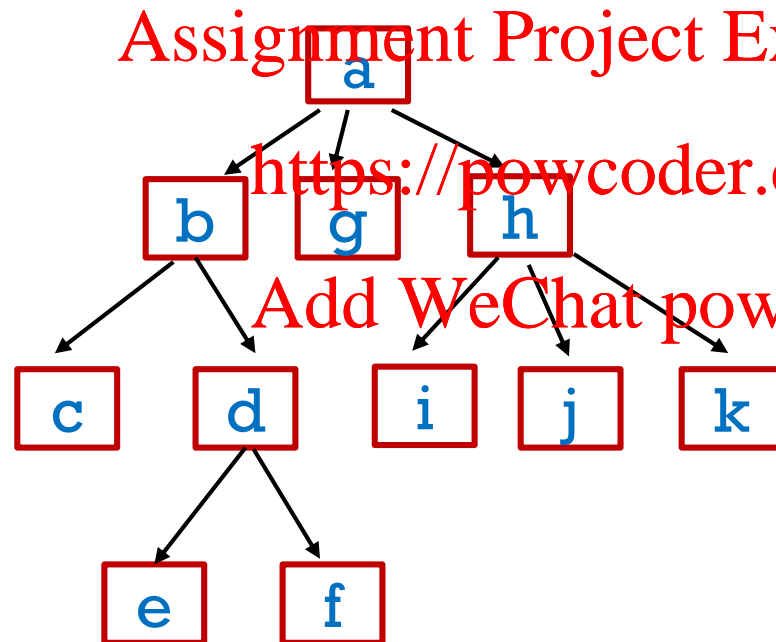 Assignment Project Ex
a
https://powcoder.c
b g h
Add WeChat pow
c d i j k
e f